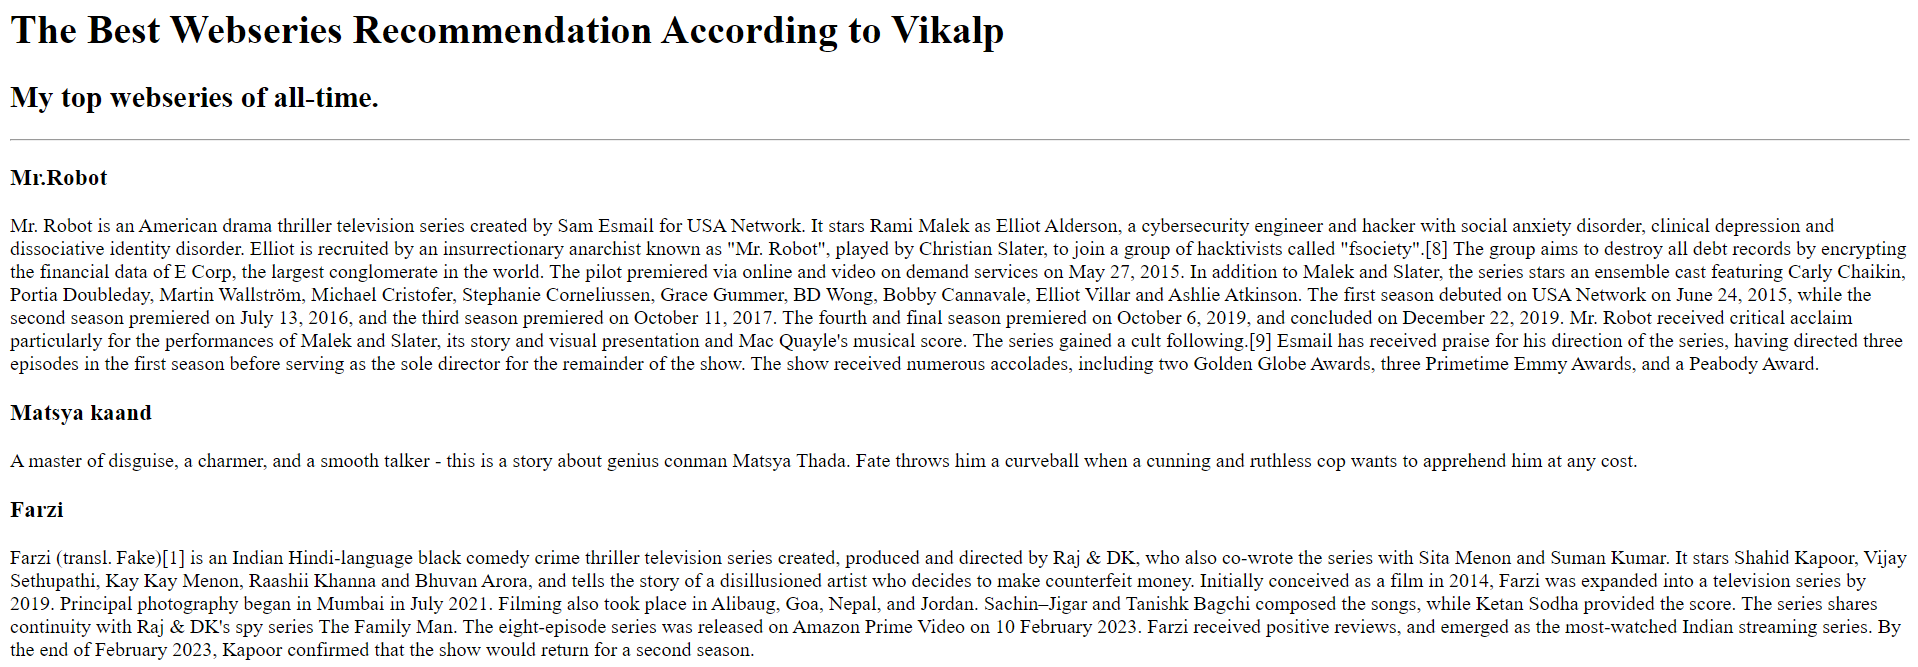 The Best Webseries Recommendation According to Vikalp
My top webseries of all-time.
Mr.Robot
Mr. Robot is an American drama thriller television series created by Sam Esmail for USA Network. It stars Rami Malek as Elliot Alderson, a cybersecurity engineer and hacker with social anxiety disorder, clinical depression and
dissociative identity disorder. Elliot is recruited by an insurrectionary anarchist known as "Mr. Robot", played by Christian Slater, to join a group of hacktivists called "fsociety".[8] The group aims to destroy all debt records by encrypting
the financial data of E Corp, the largest conglomerate in the world. The pilot premiered via online and video on demand services on May 27, 2015. In addition to Malek and Slater, the series stars an ensemble cast featuring Carly Chaikin,
Portia Doubleday, Martin Wallström, Michael Cristofer, Stephanie Corneliussen, Grace Gummer, BD Wong, Bobby Cannavale, Elliot Villar and Ashlie Atkinson. The first season debuted on USA Network on June 24, 2015, while the
second season premiered on July 13, 2016, and the third season premiered on October 11, 2017. The fourth and final season premiered on October 6, 2019, and concluded on December 22, 2019. Mr. Robot received critical acclaim
particularly for the performances of Malek and Slater, its story and visual presentation and Mac Quayle's musical score. The series gained a cult following.[9] Esmail has received praise for his direction of the series, having directed three
episodes in the first season before serving as the sole director for the remainder of the show. The show received numerous accolades, including two Golden Globe Awards, three Primetime Emmy Awards, and a Peabody Award.
Matsya kaand
A master of disguise, a charmer, and a smooth talker - this is a story about genius conman Matsya Thada. Fate throws him a curveball when a cunning and ruthless cop wants to apprehend him at any cost.
Farzi
Farzi (transl. Fake)[1] is an Indian Hindi-language black comedy crime thriller television series created, produced and directed by Raj & DK, who also co-wrote the series with Sita Menon and Suman Kumar. It stars Shahid Kapoor, Vijay
Sethupathi, Kay Kay Menon, Raashii Khanna and Bhuvan Arora, and tells the story of a disillusioned artist who decides to make counterfeit money. Initially conceived as a film in 2014, Farzi was expanded into a television series by
2019. Principal photography began in Mumbai in July 2021. Filming also took place in Alibaug, Goa, Nepal, and Jordan. Sachin–Jigar and Tanishk Bagchi composed the songs, while Ketan Sodha provided the score. The series shares
continuity with Raj & DK's spy series The Family Man. The eight-episode series was released on Amazon Prime Video on 10 February 2023. Farzi received positive reviews, and emerged as the most-watched Indian streaming series. By
the end of February 2023, Kapoor confirmed that the show would return for a second season.